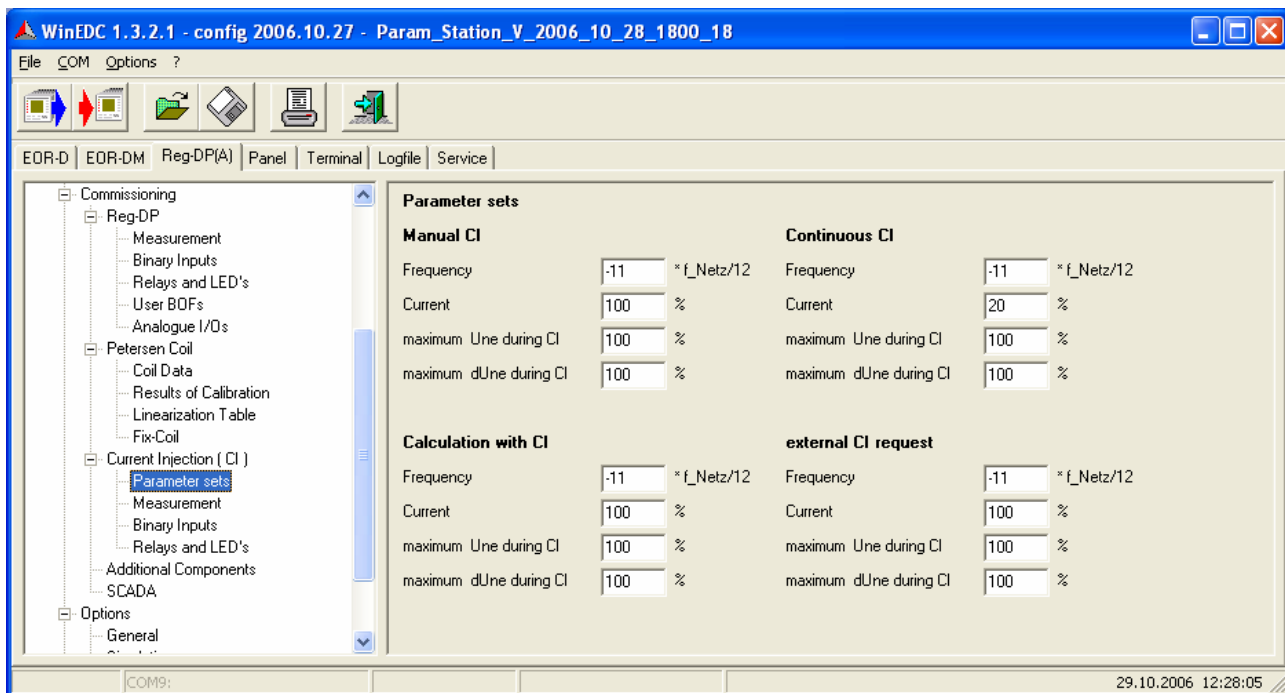 WinEDC 1.3.2.1 - config 2006.10.27 - Param_Station_V_2006_10_28_1800_18
File COM Options ?
EOR-D EOR-DM Reg-DP(A) Panel Terminal Logfile Service
Commissioning
Reg-DP
Measurement
Binary Inputs
Relays and LED's
User BOFs
Analogue I/Os
Petersen Coil
Coil Data
Results of Calibration
Linearization Table
Fix-Coil
Current Injection ( CI )
Parameter sets
Measurement
Binary Inputs
Relays and LED's
Additional Components
SCADA
Options
General
Parameter sets
Manual CI
Frequency -11 * f_Netz/12
Current 100 %
maximum Une during CI 100 %
maximum dUne during CI 100 %
Continuous CI
Frequency -11 * f_Netz/12
Current 20 %
maximum Une during CI 100 %
maximum dUne during CI 100 %
Calculation with CI
Frequency -11 * f_Netz/12
Current 100 %
maximum Une during CI 100 %
maximum dUne during CI 100 %
external CI request
Frequency -11 * f_Netz/12
Current 100 %
maximum Une during CI 100 %
maximum dUne during CI 100 %
COM9:
29.10.2006 12:28:05